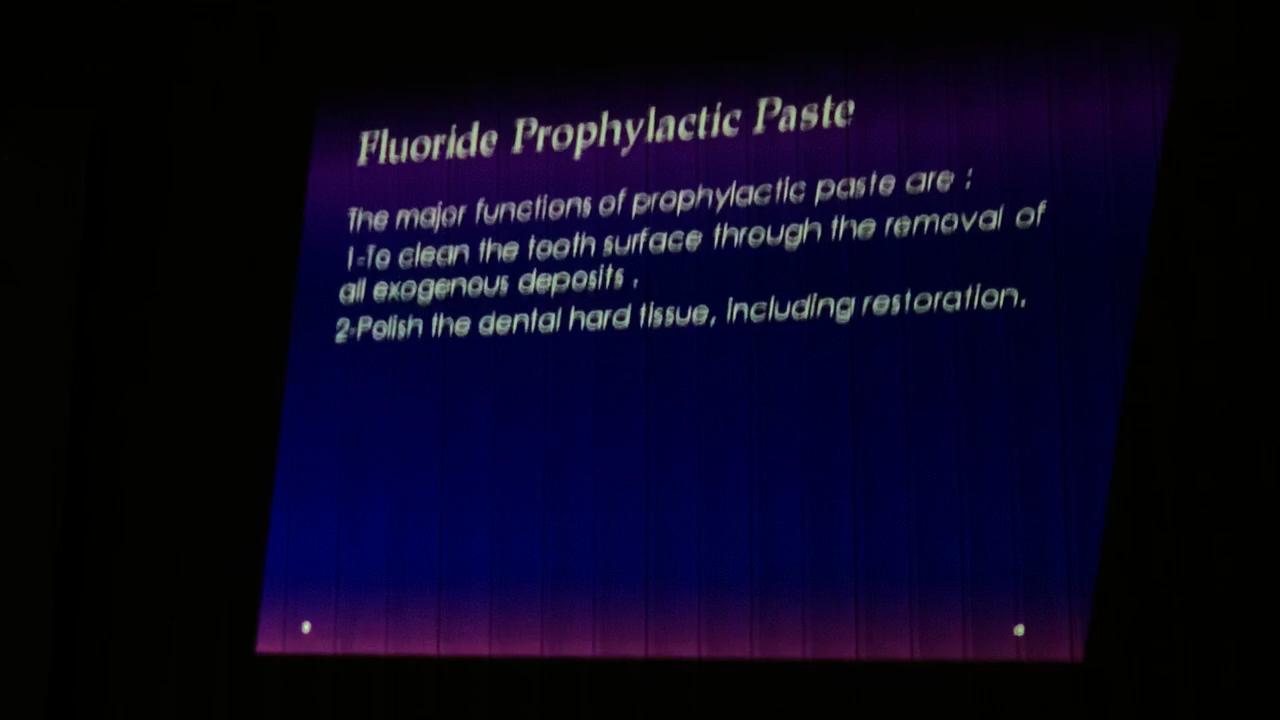 Fluoride Prophylactic Paste
The major functions of prophylactic paste are :
1-To clean the tooth surface through the removal of
all exogenous deposits .
2-Polish the dental hard tissue, including restoration.